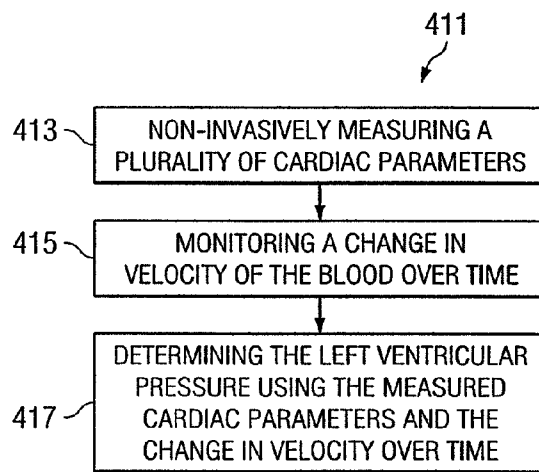 411
413
NON-INVASIVELY MEASURING A
PLURALITY OF CARDIAC PARAMETERS
415
MONITORING A CHANGE IN
VELOCITY OF THE BLOOD OVER TIME
417
DETERMINING THE LEFT VENTRICULAR
PRESSURE USING THE MEASURED
CARDIAC PARAMETERS AND THE
CHANGE IN VELOCITY OVER TIME